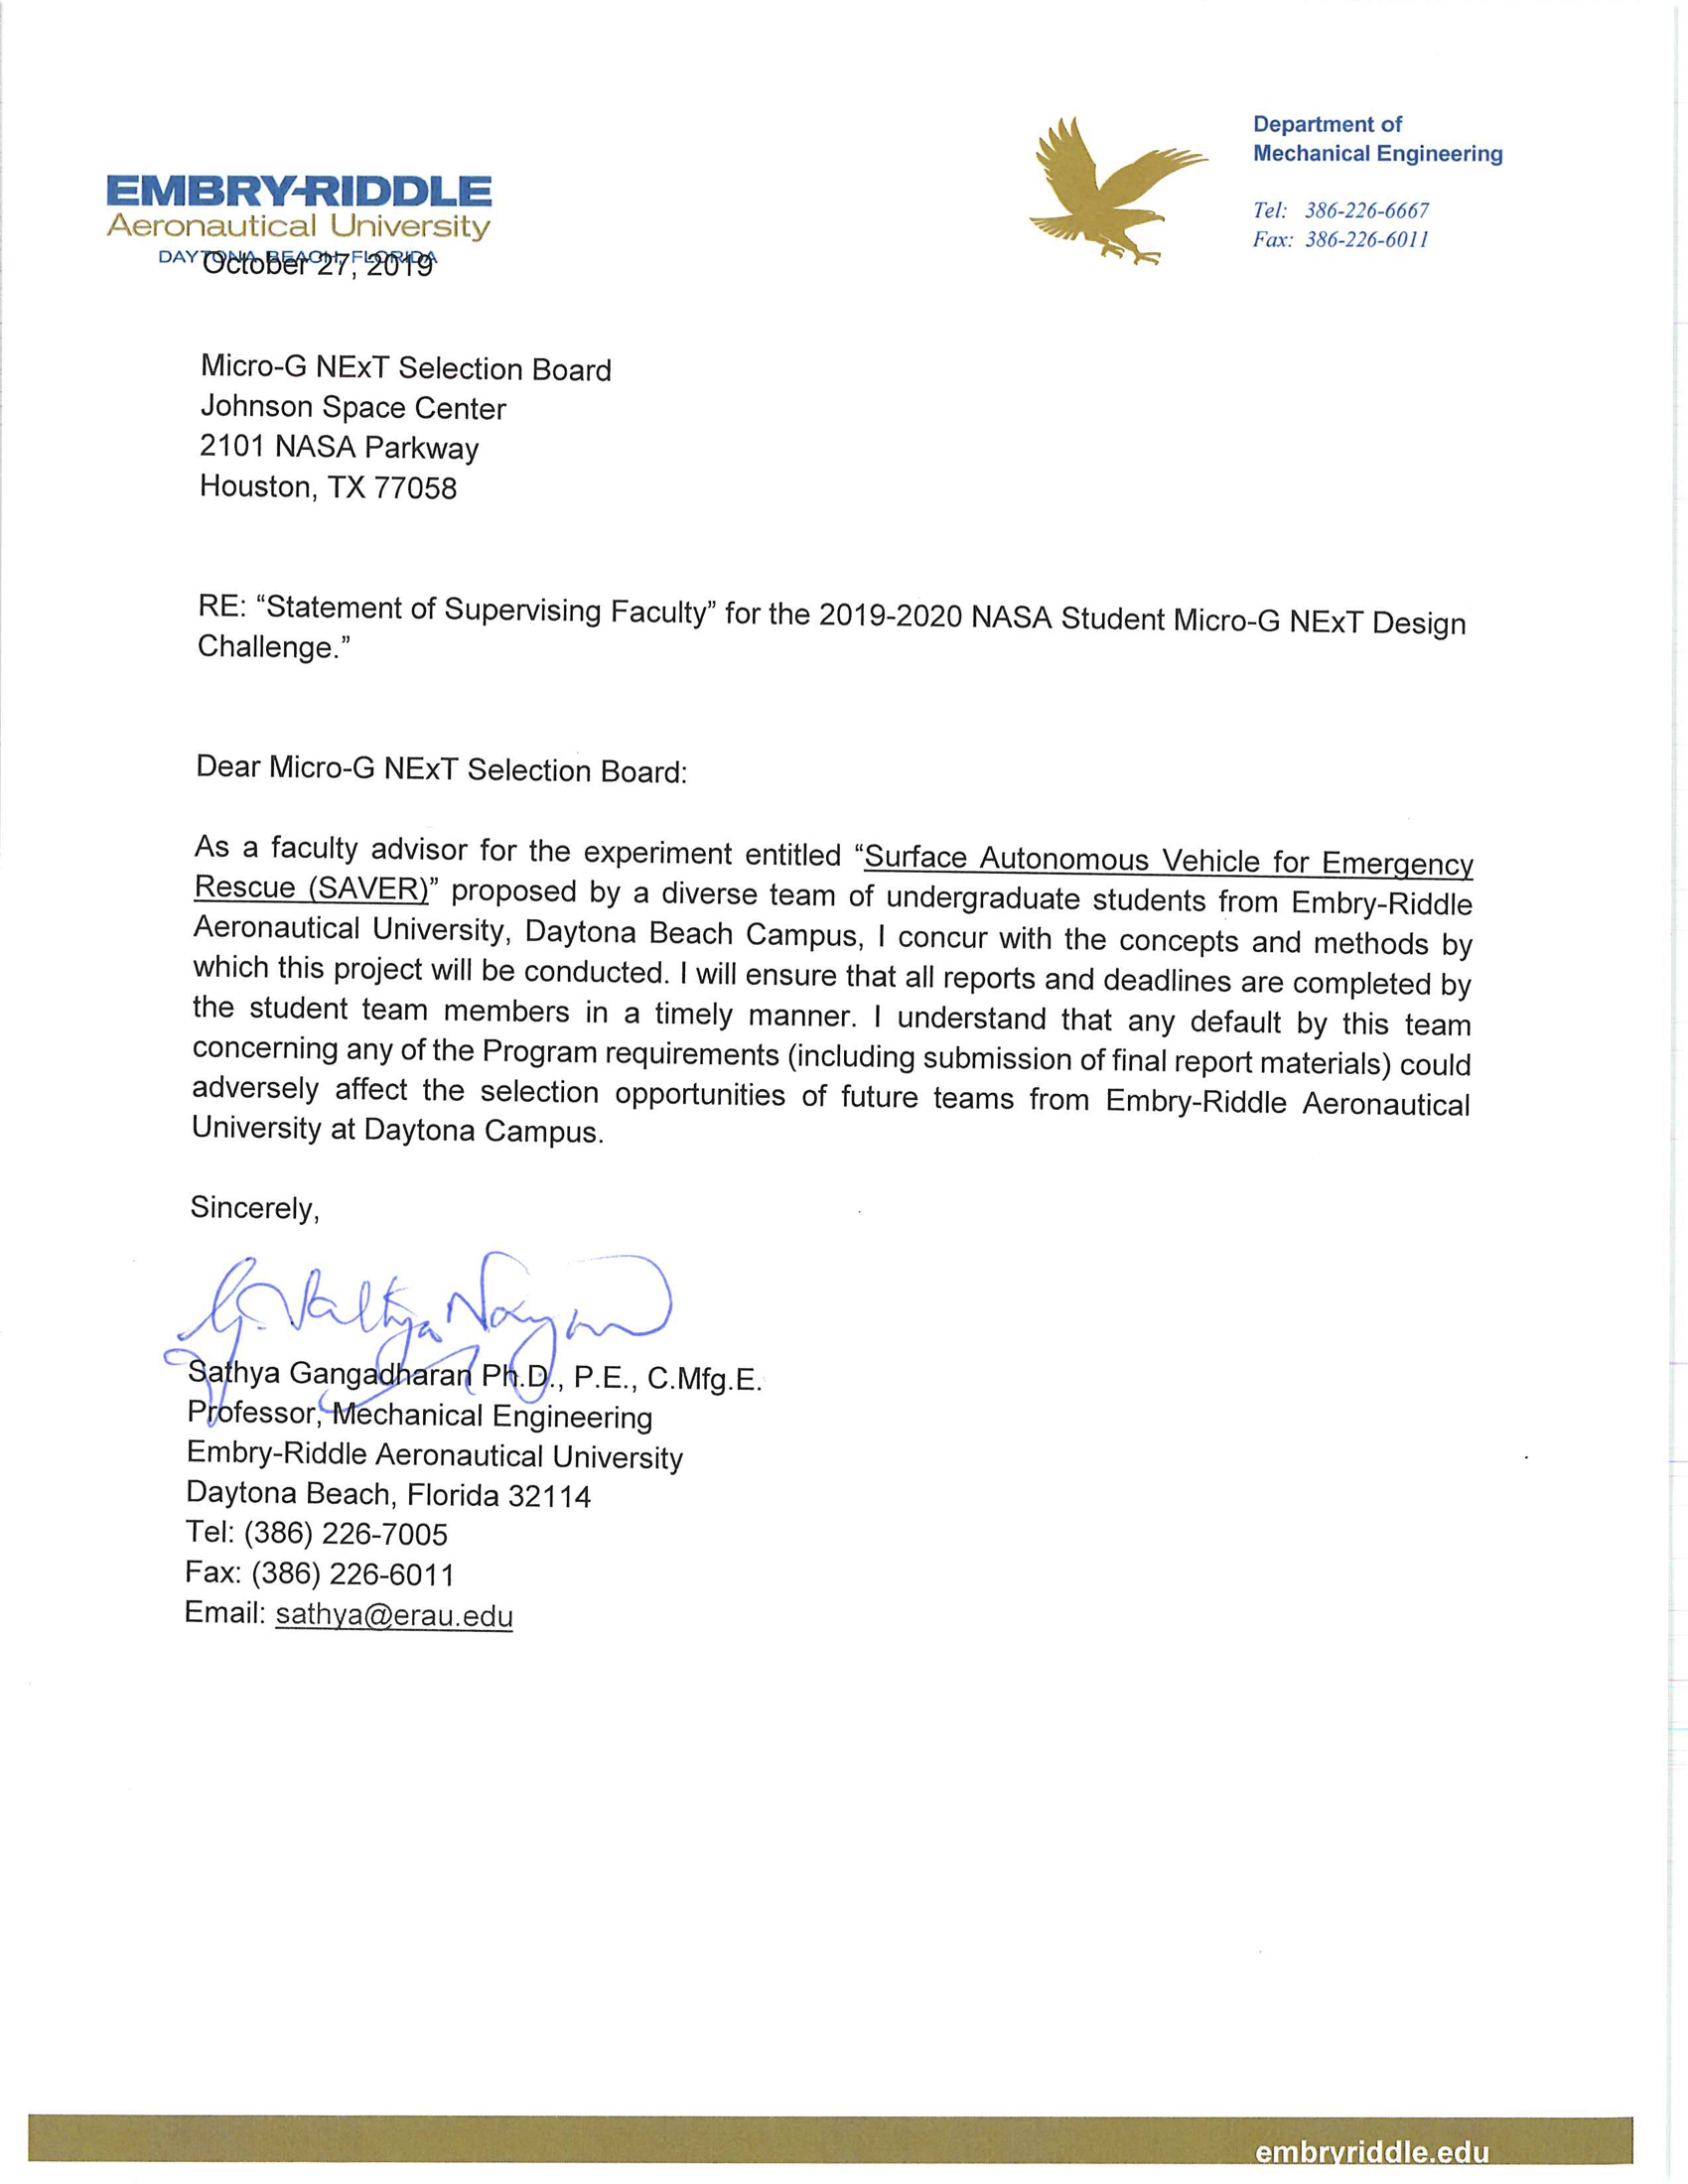 EMBRY-RIDDLE
Aeronautical University
DAYTONA BEACH, FLORIDA
October 27, 2019
Department of
Mechanical Engineering
Tel: 386-226-6667
Fax: 386-226-6011
Micro-G NExT Selection Board
Johnson Space Center
2101 NASA Parkway
Houston, TX 77058
RE: “Statement of Supervising Faculty” for the 2019-2020 NASA Student Micro-G NExT Design
Challenge.”
Dear Micro-G NExT Selection Board:
As a faculty advisor for the experiment entitled “Surface Autonomous Vehicle for Emergency
Rescue (SAVER)” proposed by a diverse team of undergraduate students from Embry-Riddle
Aeronautical University, Daytona Beach Campus, I concur with the concepts and methods by
which this project will be conducted. I will ensure that all reports and deadlines are completed by
the student team members in a timely manner. I understand that any default by this team
concerning any of the Program requirements (including submission of final report materials) could
adversely affect the selection opportunities of future teams from Embry-Riddle Aeronautical
University at Daytona Campus.
Sincerely,
Sathya Gangadharan Ph.D., P.E., C.Mfg.E.
Professor, Mechanical Engineering
Embry-Riddle Aeronautical University
Daytona Beach, Florida 32114
Tel: (386) 226-7005
Fax: (386) 226-6011
Email: sathya@erau.edu
embryriddle.edu